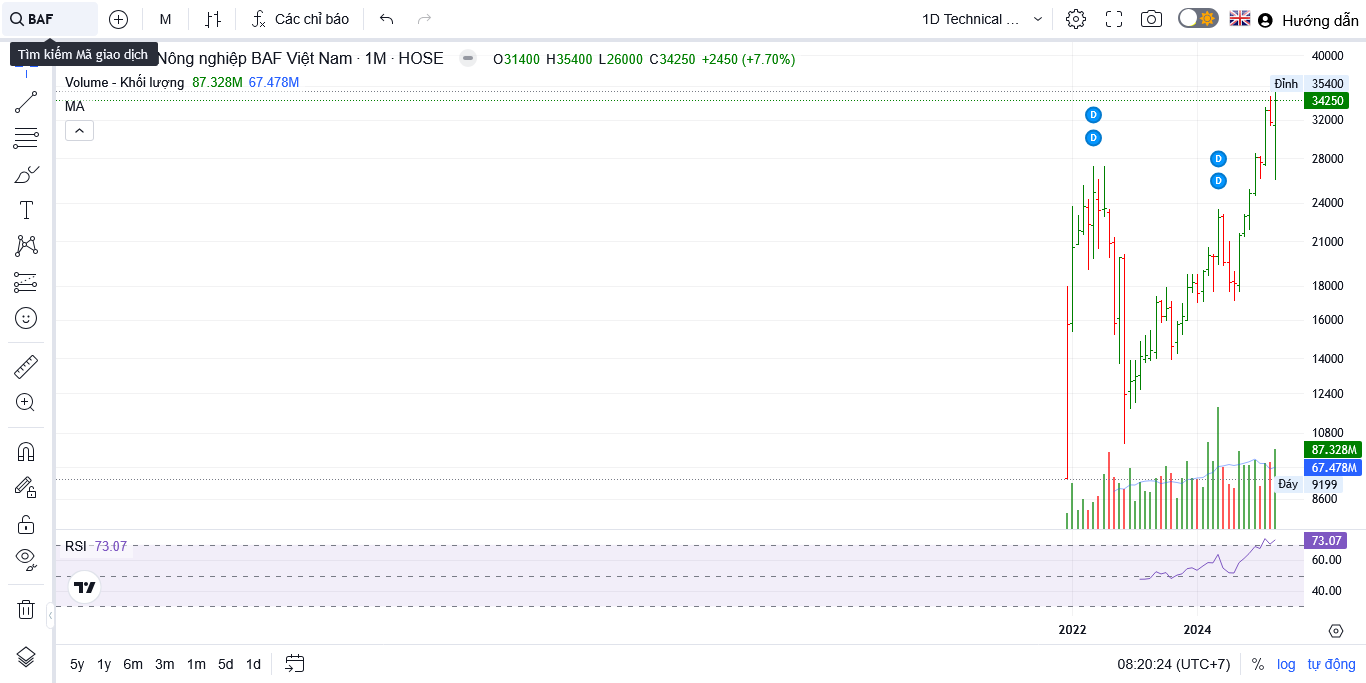 BAF
M
Các chỉ báo
1D Technical ...
Hướng dẫn
Tìm kiếm Mã giao dịch
Nông nghiệp BAF Việt Nam · 1M · HOSE
O31400 H35400 L26000 C34250 +2450 (+7.70%)
Volume - Khối lượng 87.328M 67.478M
MA
D
D
D
D
40000
Đỉnh 35400
34250
32000
28000
24000
21000
18000
16000
14000
12400
10800
87.328M
67.478M
Đáy 9199
8600
RSI 73.07
73.07
60.00
40.00
2022
2024
5y 1y 6m 3m 1m 5d 1d
08:20:24 (UTC+7)
%
log
tự động